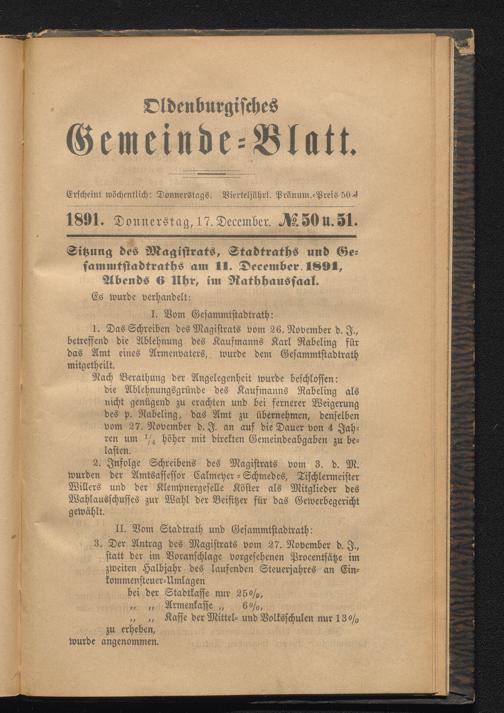 Oldenburgisches
Gemeinde-Blatt.
Erscheint wöchentlich: Donnerstags. Vierteljährl. Pränum.-Preis 50 ₰
1891. Donnerstag, 17. December. № 50 u. 51.
Sitzung des Magistrats, Stadtraths und Ge-
sammtstadtraths am 11. December 1891,
Abends 6 Uhr, im Rathhaussaal.
Es wurde verhandelt:
I. Vom Gesammtstadtrath:
1. Das Schreiben des Magistrats vom 26. November d. J.,
betreffend die Ablehnung des Kaufmanns Karl Rabeling für
das Amt eines Armenvaters, wurde dem Gesammtstadtrath
mitgetheilt.
Nach Berathung der Angelegenheit wurde beschlossen:
die Ablehnungsgründe des Kaufmanns Rabeling als
nicht genügend zu erachten und bei fernerer Weigerung
des p. Rabeling, das Amt zu übernehmen, denselben
vom 27. November d. J. an auf die Dauer von 4 Jah-
ren um 1/4 höher mit direkten Gemeindeabgaben zu be-
lasten.
2. Infolge Schreibens des Magistrats vom 3. d. M.
wurden der Amtsassessor Calmeyer-Schmedes, Tischlermeister
Willers und der Klempnergeselle Köster als Mitglieder des
Wahlausschusses zur Wahl der Beisitzer für das Gewerbegericht
gewählt.
II. Vom Stadtrath und Gesammtstadtrath:
3. Der Antrag des Magistrats vom 27. November d. J.,
statt der im Voranschlage vorgesehenen Procentsätze im
zweiten Halbjahr des laufenden Steuerjahres an Ein-
kommensteuer-Umlagen
bei der Stadtkasse nur 25%,
„ „ Armenkasse „ 6%,
„ „ Kasse der Mittel- und Volksschulen nur 13%
zu erheben,
wurde angenommen.